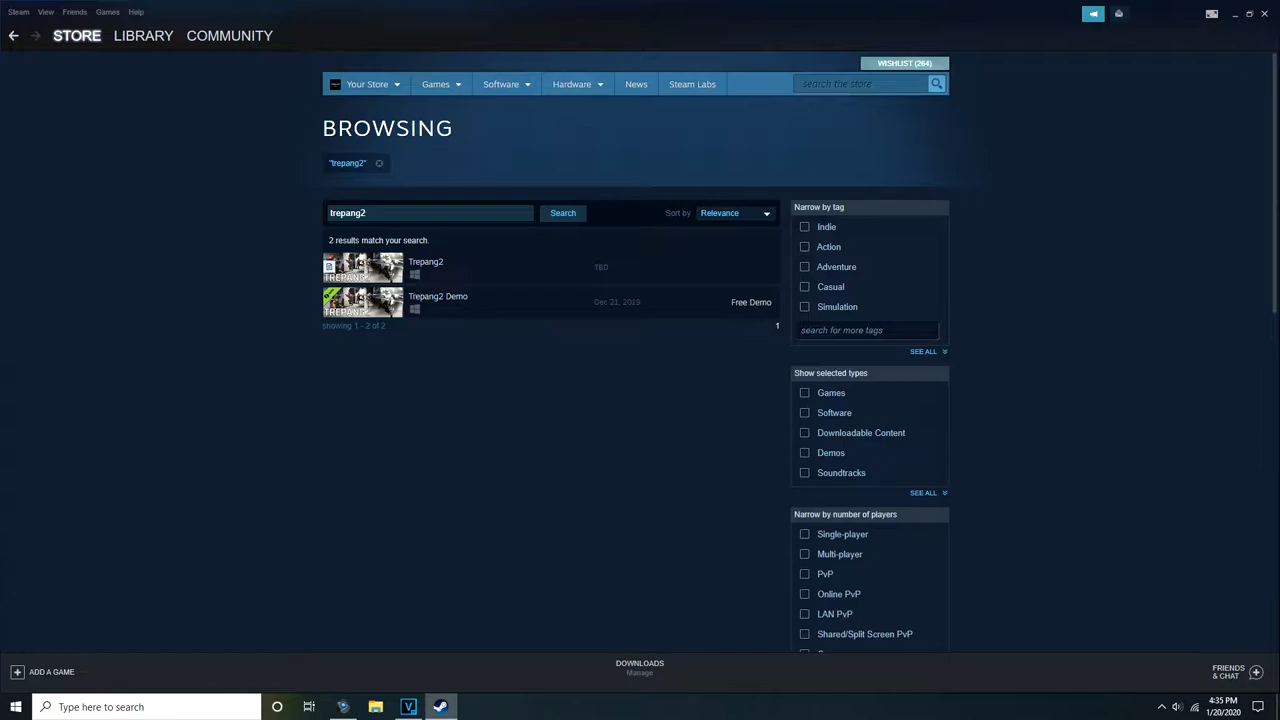 Steam View Friends Games Help
STORE LIBRARY COMMUNITY
WISHLIST (264)
Your Store Games Software Hardware News Steam Labs search the store
BROWSING
"trepang2"
trepang2 Search Sort by Relevance
2 results match your search.
TREPANG Trepang2 TBD
TREPANG Trepang2 Demo Dec 21, 2019 Free Demo
showing 1 - 2 of 2 1
Narrow by tag
Indie
Action
Adventure
Casual
Simulation
search for more tags
SEE ALL
Show selected types
Games
Software
Downloadable Content
Demos
Soundtracks
SEE ALL
Narrow by number of players
Single-player
Multi-player
PvP
Online PvP
LAN PvP
Shared/Split Screen PvP
ADD A GAME
DOWNLOADS
Manage
FRIENDS
& CHAT
Type here to search
4:35 PM
1/20/2020